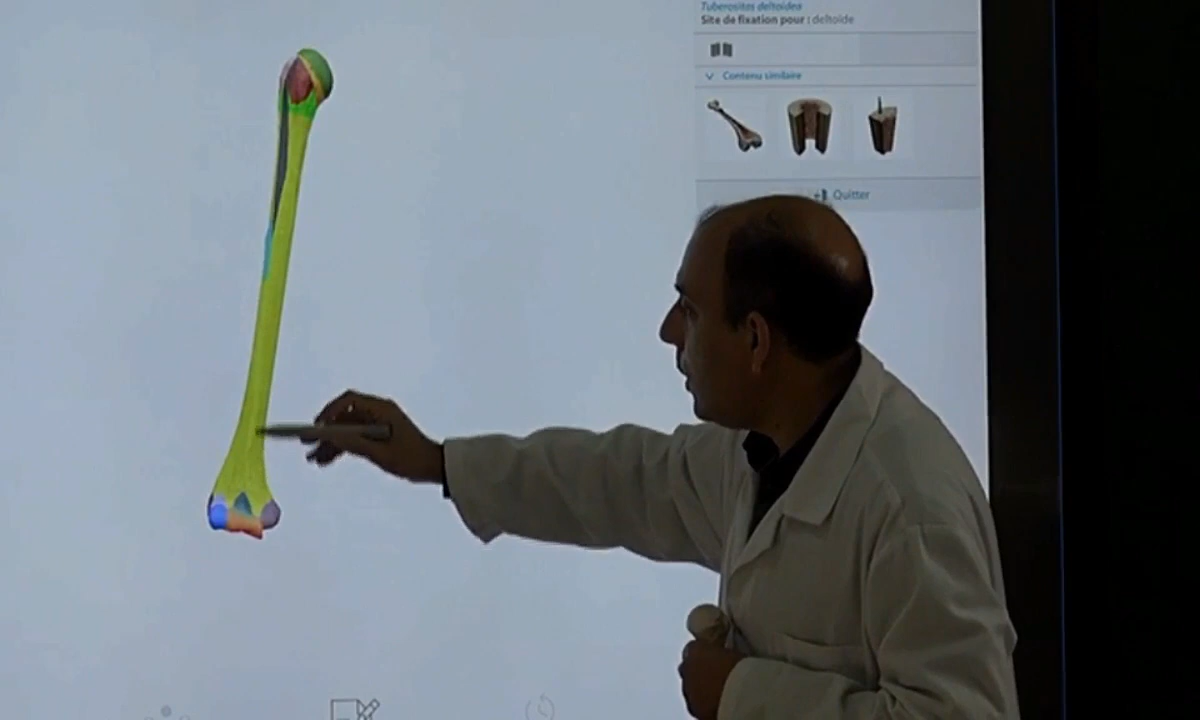 Tuberositas deltoidea
Site de fixation pour : deltoïde
Contenu similaire
Quitter